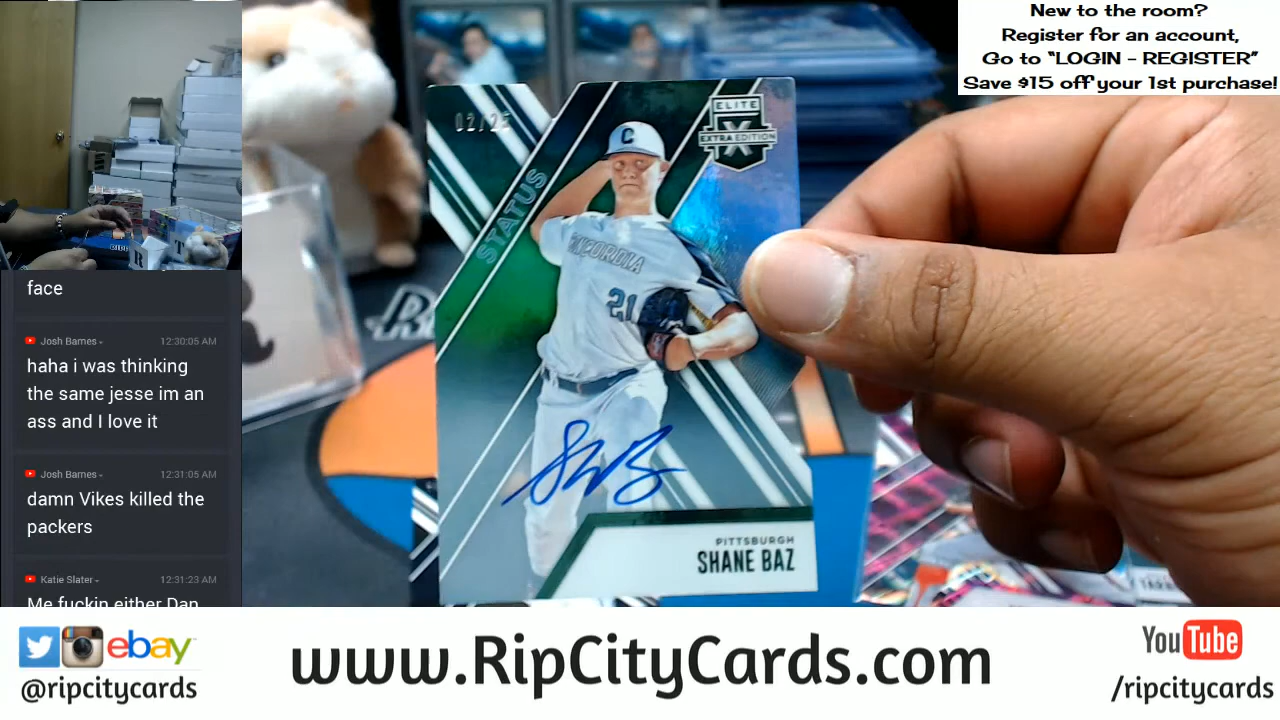 New to the room?
Register for an account,
Go to "LOGIN - REGISTER"
Save $15 off your 1st purchase!
face
Josh Barnes
12:30:05 AM
haha i was thinking
the same jesse im an
ass and I love it
Josh Barnes
12:31:05 AM
damn Vikes killed the
packers
Katie Slater
12:31:23 AM
Me fuckin either Dan
02/25
ELITE
EXTRA EDITION
X
STATUS
C
CONCORDIA
21
PITTSBURGH
SHANE BAZ
ebay
@ripcitycards
www.RipCityCards.com
YouTube
/ripcitycards